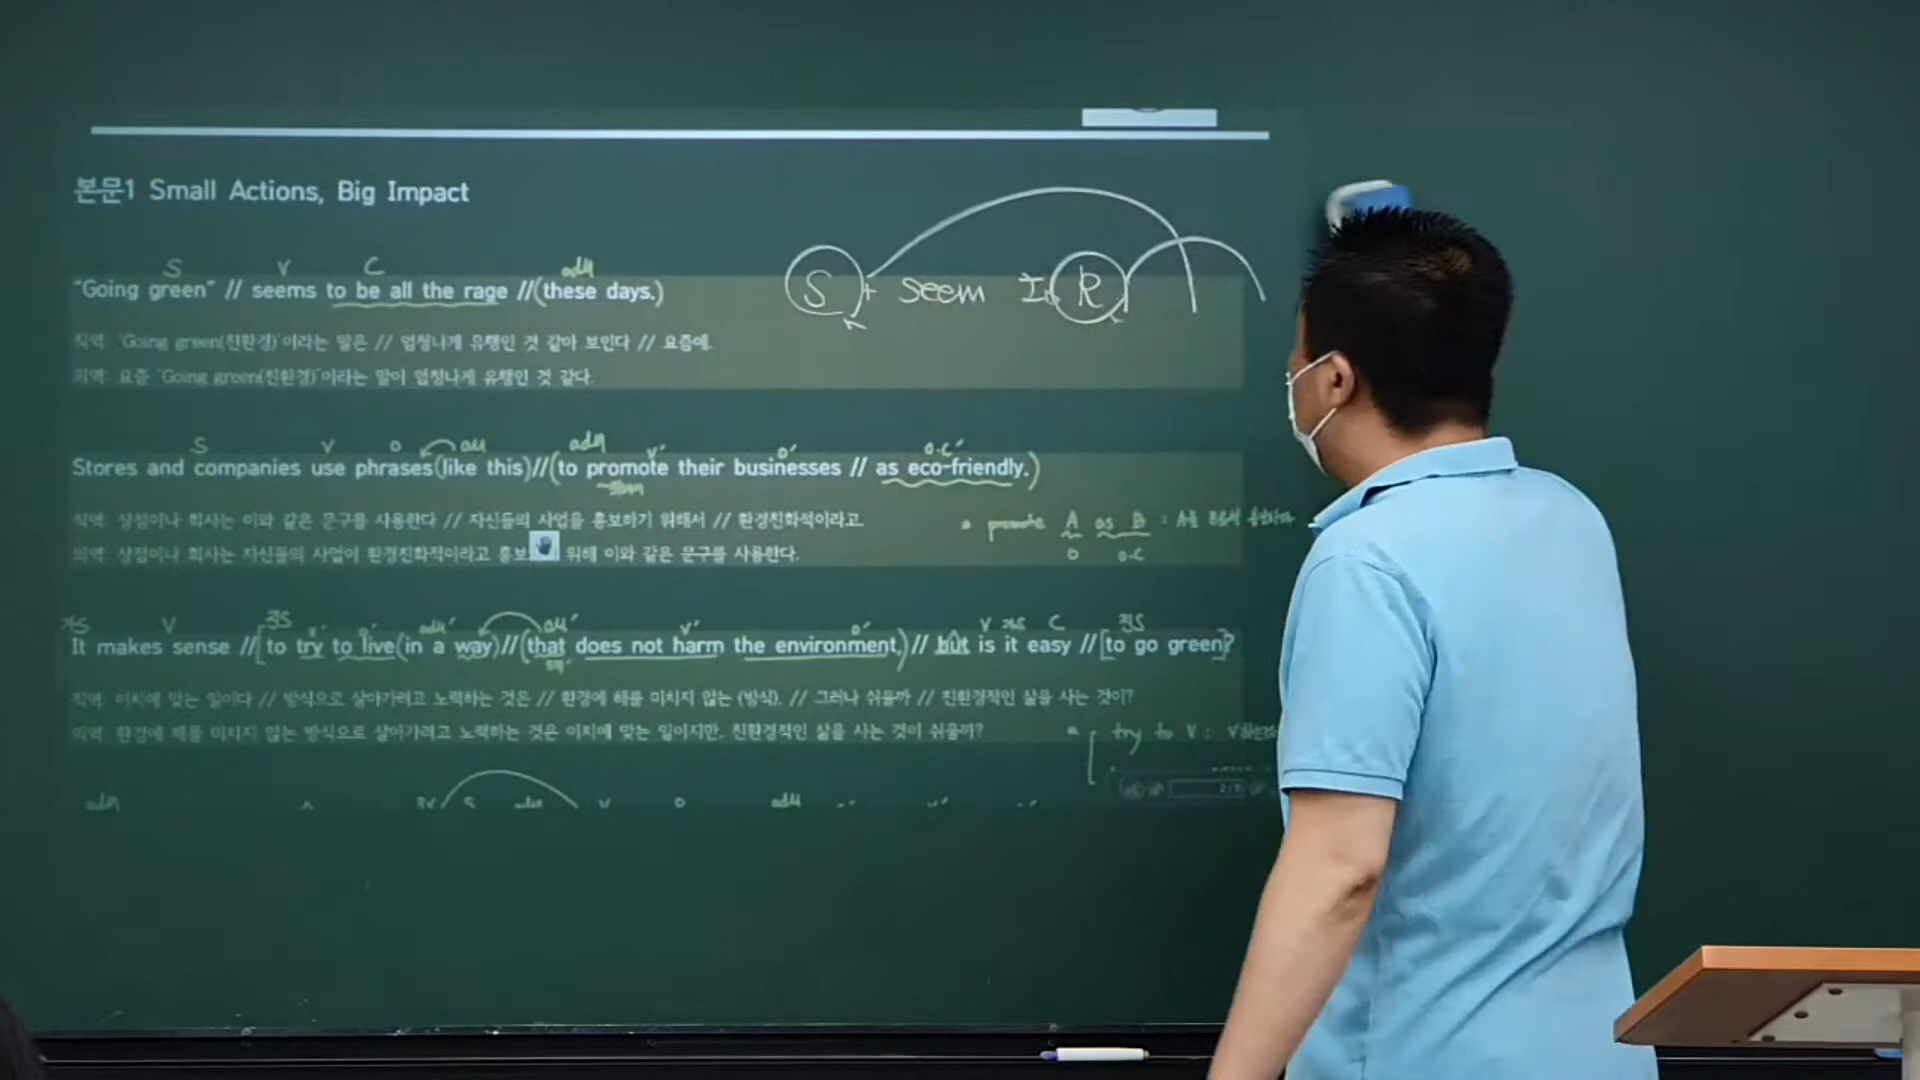 본문1 Small Actions, Big Impact
S V C adv
"Going green" // seems to be all the rage //(these days.)
S + seem R
직역: 'Going green(친환경)'이라는 말은 // 엄청나게 유행인 것 같아 보인다 // 요즘에.
의역: 요즘 'Going green(친환경)'이라는 말이 엄청나게 유행인 것 같다.
S V O adv V' O' O.C'
Stores and companies use phrases(like this)//(to promote their businesses // as eco-friendly.)
직역: 상점이나 회사는 이와 같은 문구를 사용한다 // 자신들의 사업을 홍보하기 위해서 // 환경친화적이라고.
promote A as B :
O O.C
의역: 상점이나 회사는 자신들의 사업이 환경친화적이라고 홍보 위해 이와 같은 문구를 사용한다.
가S V 진S V' O' V' O' V 가S C 진S
It makes sense //[to try to live(in a way)//(that does not harm the environment,)// but is it easy //[to go green]?
직역: 이치에 맞는 일이다 // 방식으로 살아가려고 노력하는 것은 // 환경에 해를 미치지 않는 (방식), // 그러나 쉬울까 // 친환경적인 삶을 사는 것이?
의역: 환경에 해를 미치지 않는 방식으로 살아가려고 노력하는 것은 이치에 맞는 일이지만, 친환경적인 삶을 사는 것이 쉬울까?
try to V :